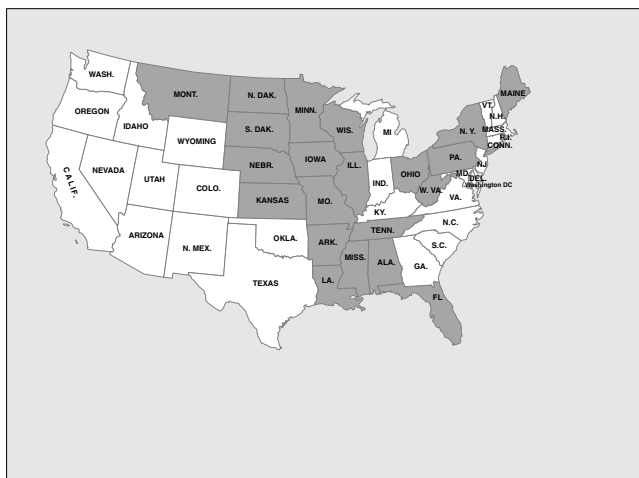 WASH.
MONT.
N. DAK.
MINN.
MAINE
VT.
N.H.
OREGON
IDAHO
S. DAK.
WIS.
MI
N. Y.
MASS.
R.I.
CONN.
WYOMING
NEBR.
IOWA
ILL.
IND.
OHIO
PA.
NJ
MD.
DEL.
Washington DC
CALIF.
NEVADA
UTAH
COLO.
KANSAS
MO.
KY.
W. VA.
VA.
ARIZONA
N. MEX.
OKLA.
ARK.
TENN.
N.C.
S.C.
TEXAS
LA.
MISS.
ALA.
GA.
FL